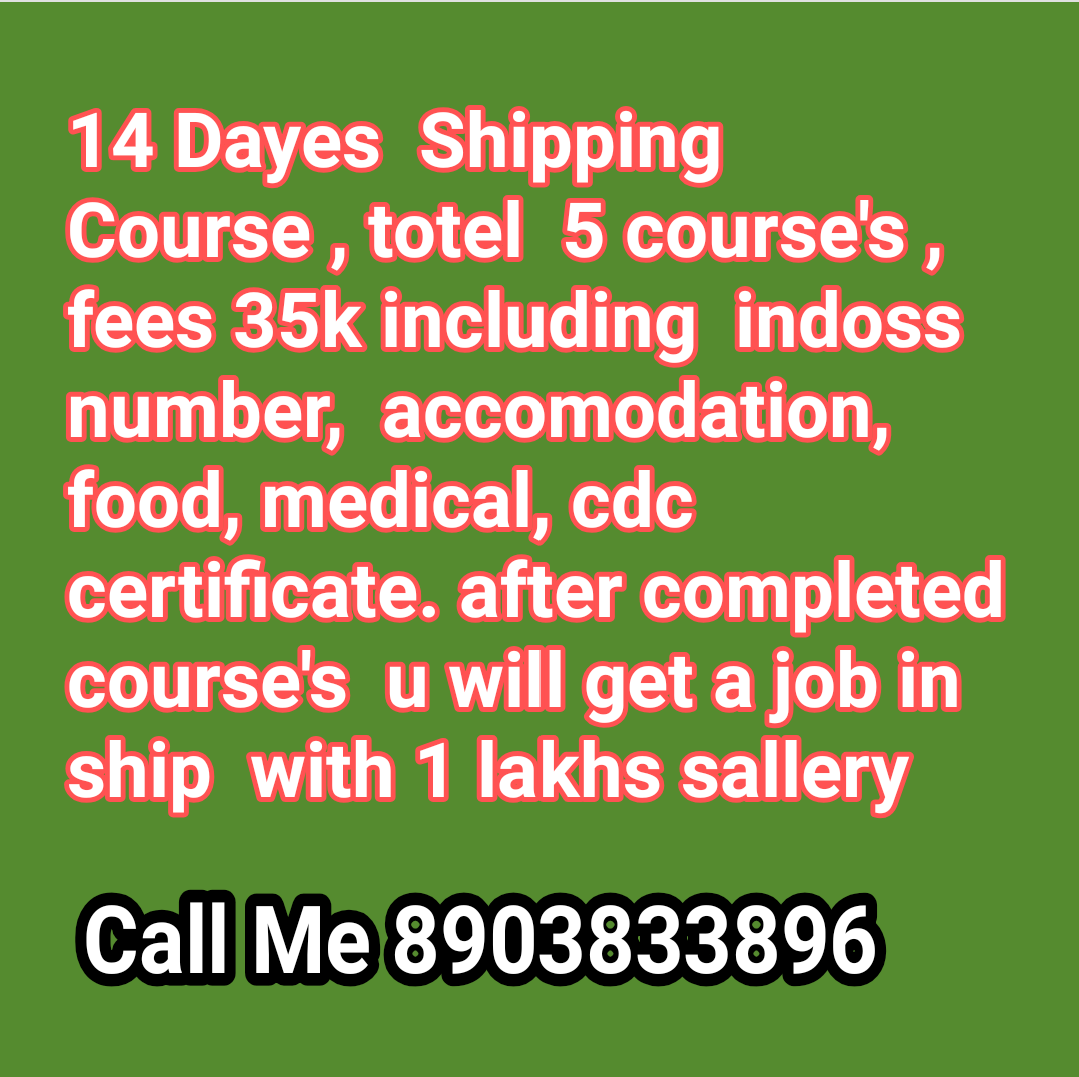 14 Dayes  Shipping
Course , totel  5 course's ,
fees 35k including  indoss
number,  accomodation,
food, medical, cdc
certificate. after completed
course's  u will get a job in
ship  with 1 lakhs sallery
Call Me 8903833896